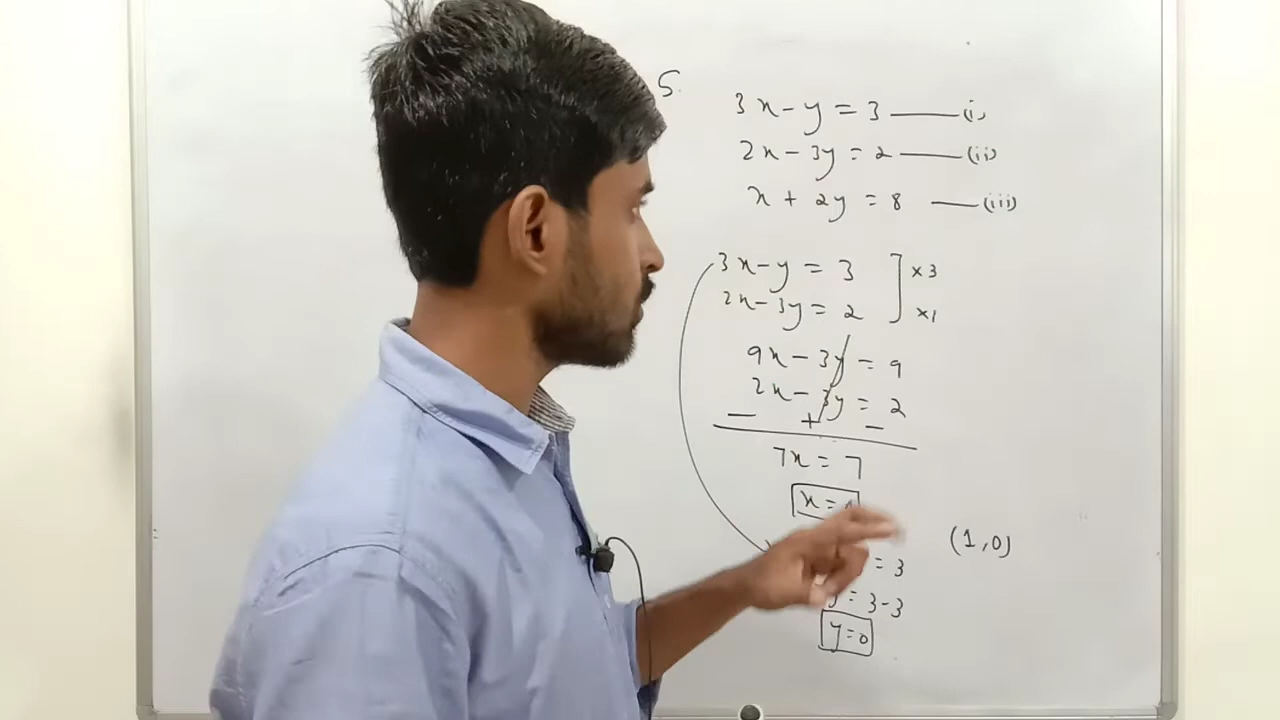 5.
3x - y = 3 —— (i)
2x - 3y = 2 —— (ii)
x + 2y = 8 —— (iii)
3x - y = 3 ] ×3
2x - 3y = 2 ] ×1
9x - 3y = 9
2x - 3y = 2
− + −
7x = 7
x =
(1,0)
= 3
y = 3-3
y=0